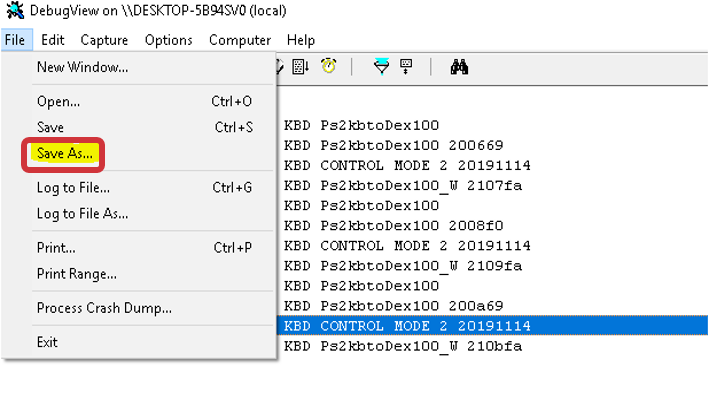 DebugView on \\DESKTOP-5B94SV0 (local)
File Edit Capture Options Computer Help
New Window...
Open... Ctrl+O
Save Ctrl+S
Save As...
Log to File... Ctrl+G
Log to File As...
Print... Ctrl+P
Print Range...
Process Crash Dump...
Exit
KBD Ps2kbtoDex100
KBD Ps2kbtoDex100 200669
KBD CONTROL MODE 2 20191114
KBD Ps2kbtoDex100_W 2107fa
KBD Ps2kbtoDex100
KBD Ps2kbtoDex100 2008f0
KBD CONTROL MODE 2 20191114
KBD Ps2kbtoDex100_W 2109fa
KBD Ps2kbtoDex100
KBD Ps2kbtoDex100 200a69
KBD CONTROL MODE 2 20191114
KBD Ps2kbtoDex100_W 210bfa